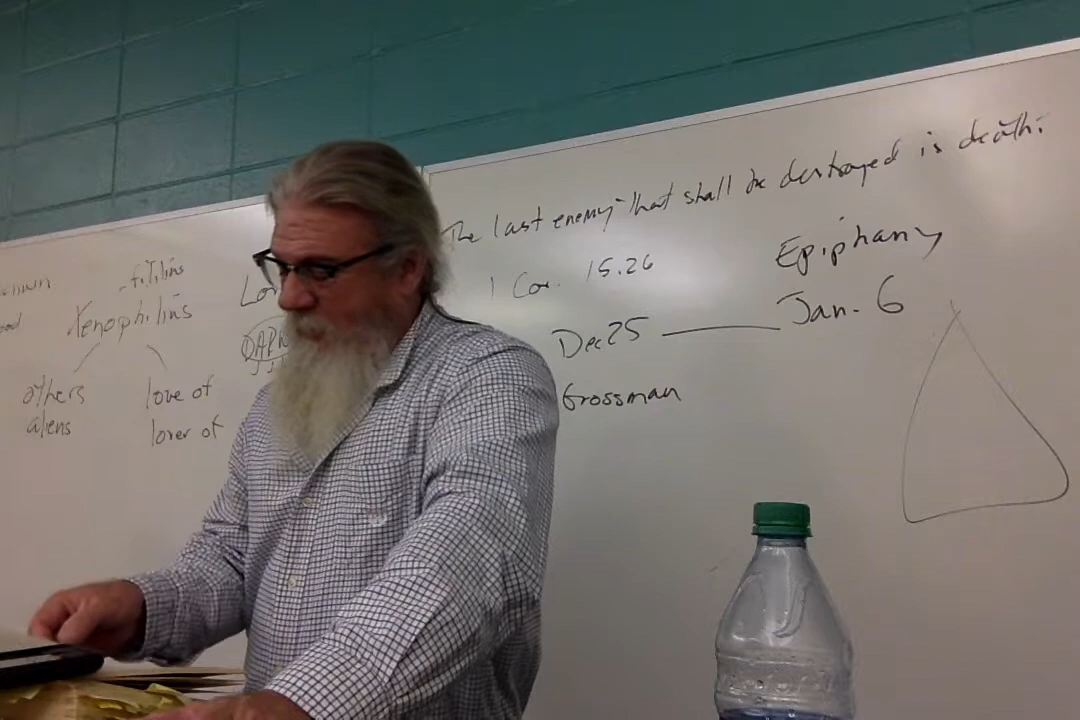 The last enemy that shall be destroyed is death.
1 Cor. 15.26
Epiphany
Dec 25 — Jan. 6
Grossman
Xenophilius
others
aliens
love of
lover of